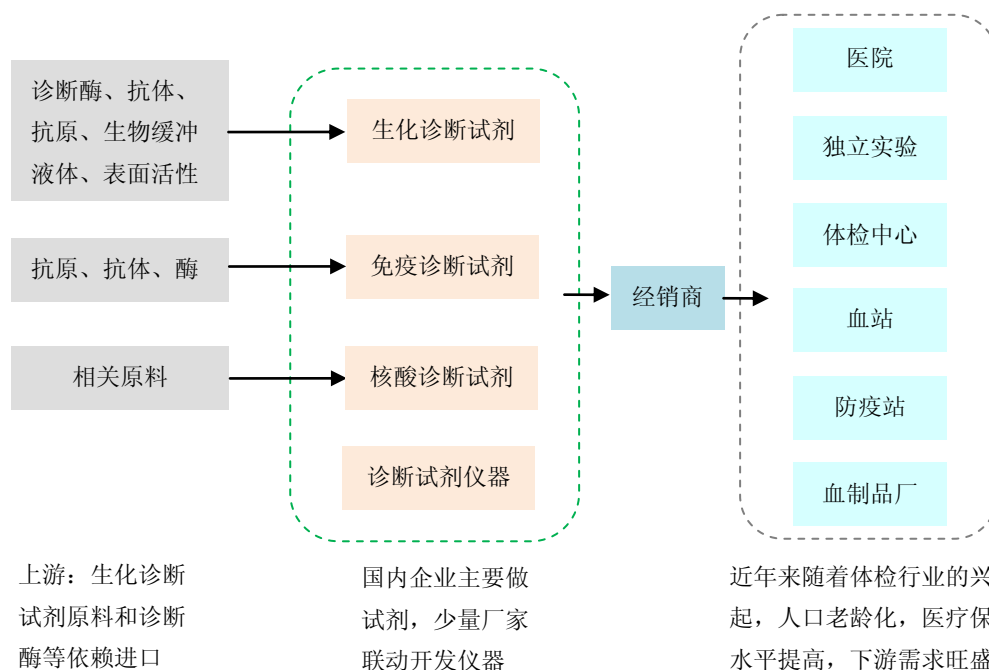 诊断酶、抗体、
抗原、生物缓冲
液体、表面活性
抗原、抗体、酶
相关原料
生化诊断试剂
免疫诊断试剂
核酸诊断试剂
诊断试剂仪器
经销商
医院
独立实验
体检中心
血站
防疫站
血制品厂
上游：生化诊断
试剂原料和诊断
酶等依赖进口
国内企业主要做
试剂，少量厂家
联动开发仪器
近年来随着体检行业的兴
起，人口老龄化，医疗保
水平提高，下游需求旺盛